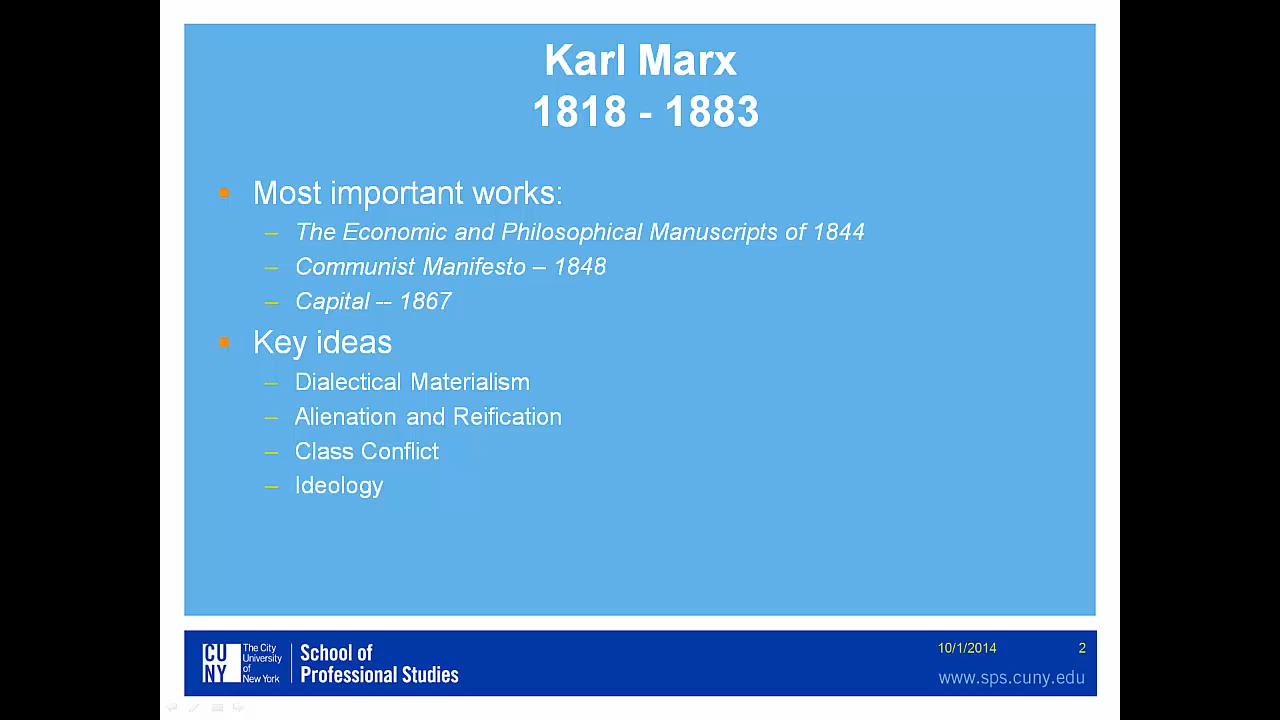 Karl Marx
1818 - 1883
Most important works:
– The Economic and Philosophical Manuscripts of 1844
– Communist Manifesto – 1848
– Capital -- 1867
Key ideas
– Dialectical Materialism
– Alienation and Reification
– Class Conflict
– Ideology
CU
NY
The City
University
of
New York
School of
Professional Studies
10/1/2014
2
www.sps.cuny.edu